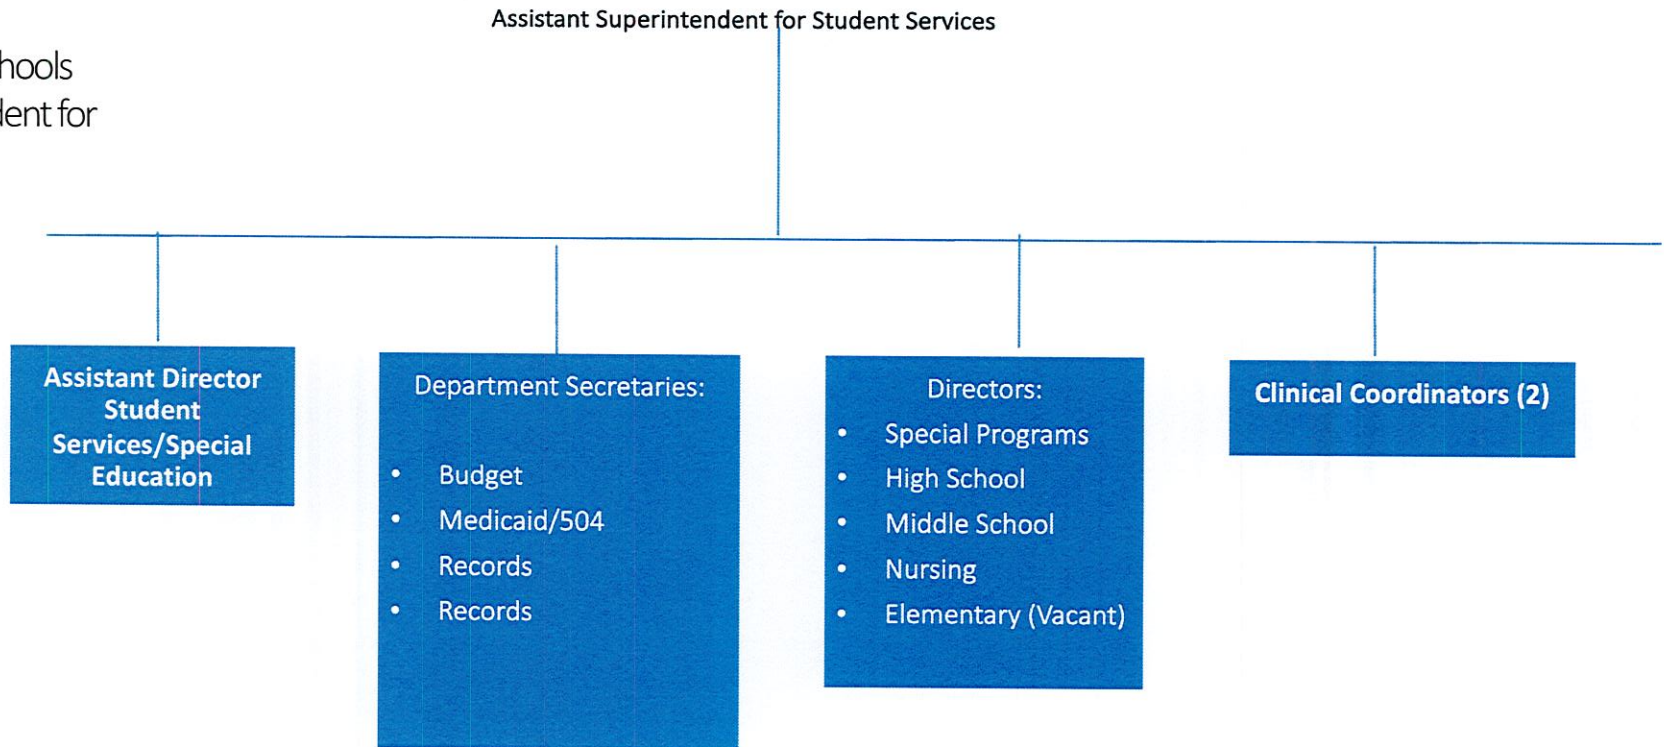 Assistant Superintendent for Student Services
hools
dent for
Assistant Director
Student
Services/Special
Education
Department Secretaries:
• Budget
• Medicaid/504
• Records
• Records
Directors:
• Special Programs
• High School
• Middle School
• Nursing
• Elementary (Vacant)
Clinical Coordinators (2)